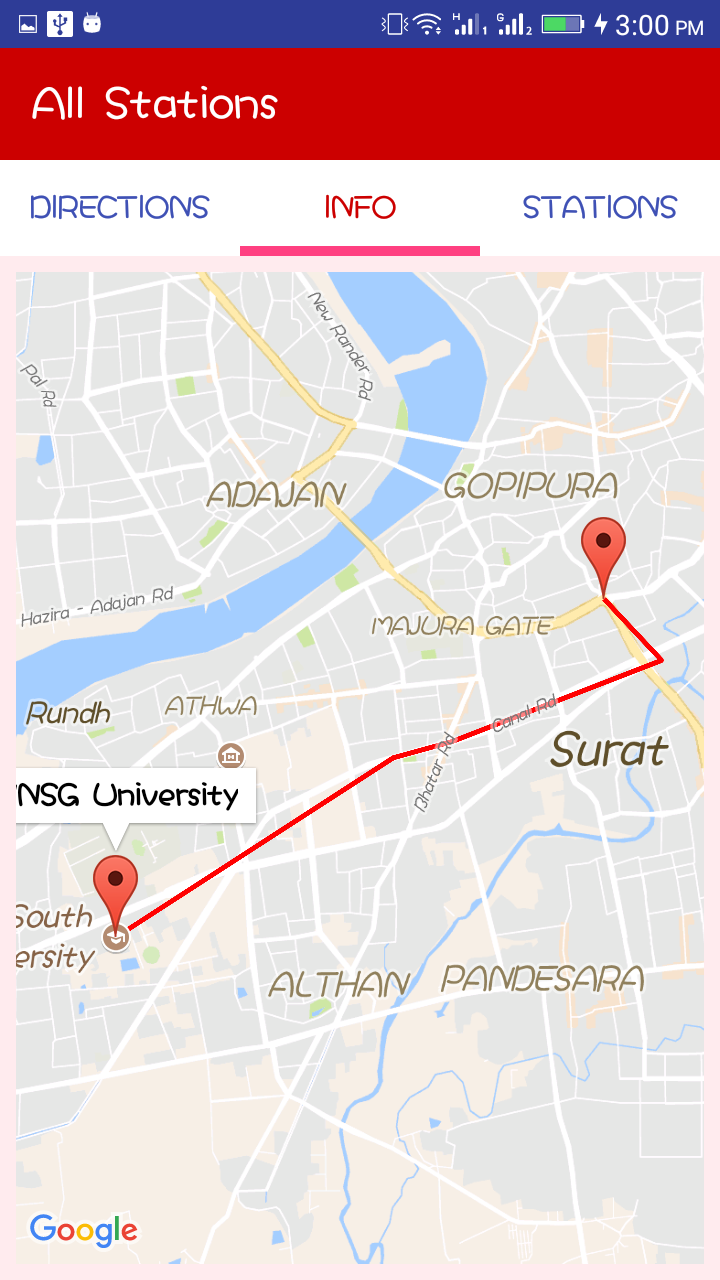 H 1 G 2 3:00 PM
All Stations
DIRECTIONS INFO STATIONS
New Rander Rd
Pal Rd
ADAJAN
GOPIPURA
Hazira - Adajan Rd
MAJURA GATE
ATHWA
Rundh
Canal Rd
Bhatar Rd
Surat
NSG University
South
ersity
ALTHAN
PANDESARA
Google